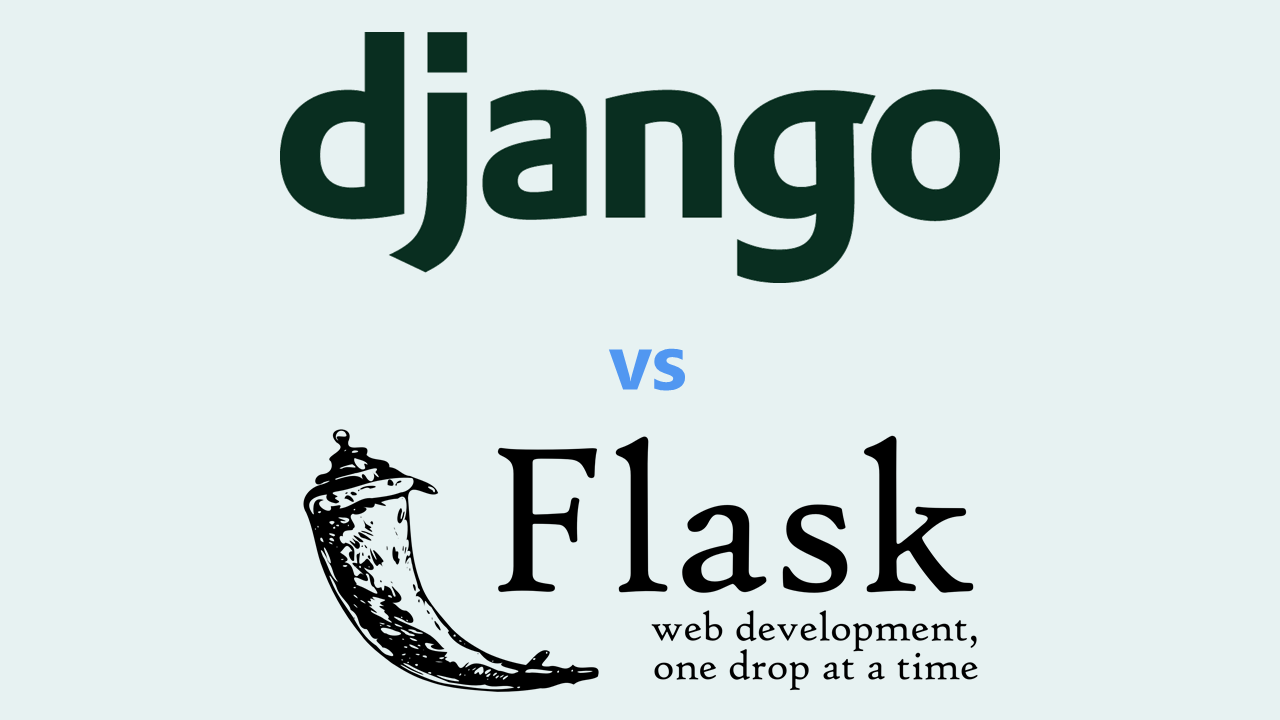 django
vs
Flask
web development,
one drop at a time